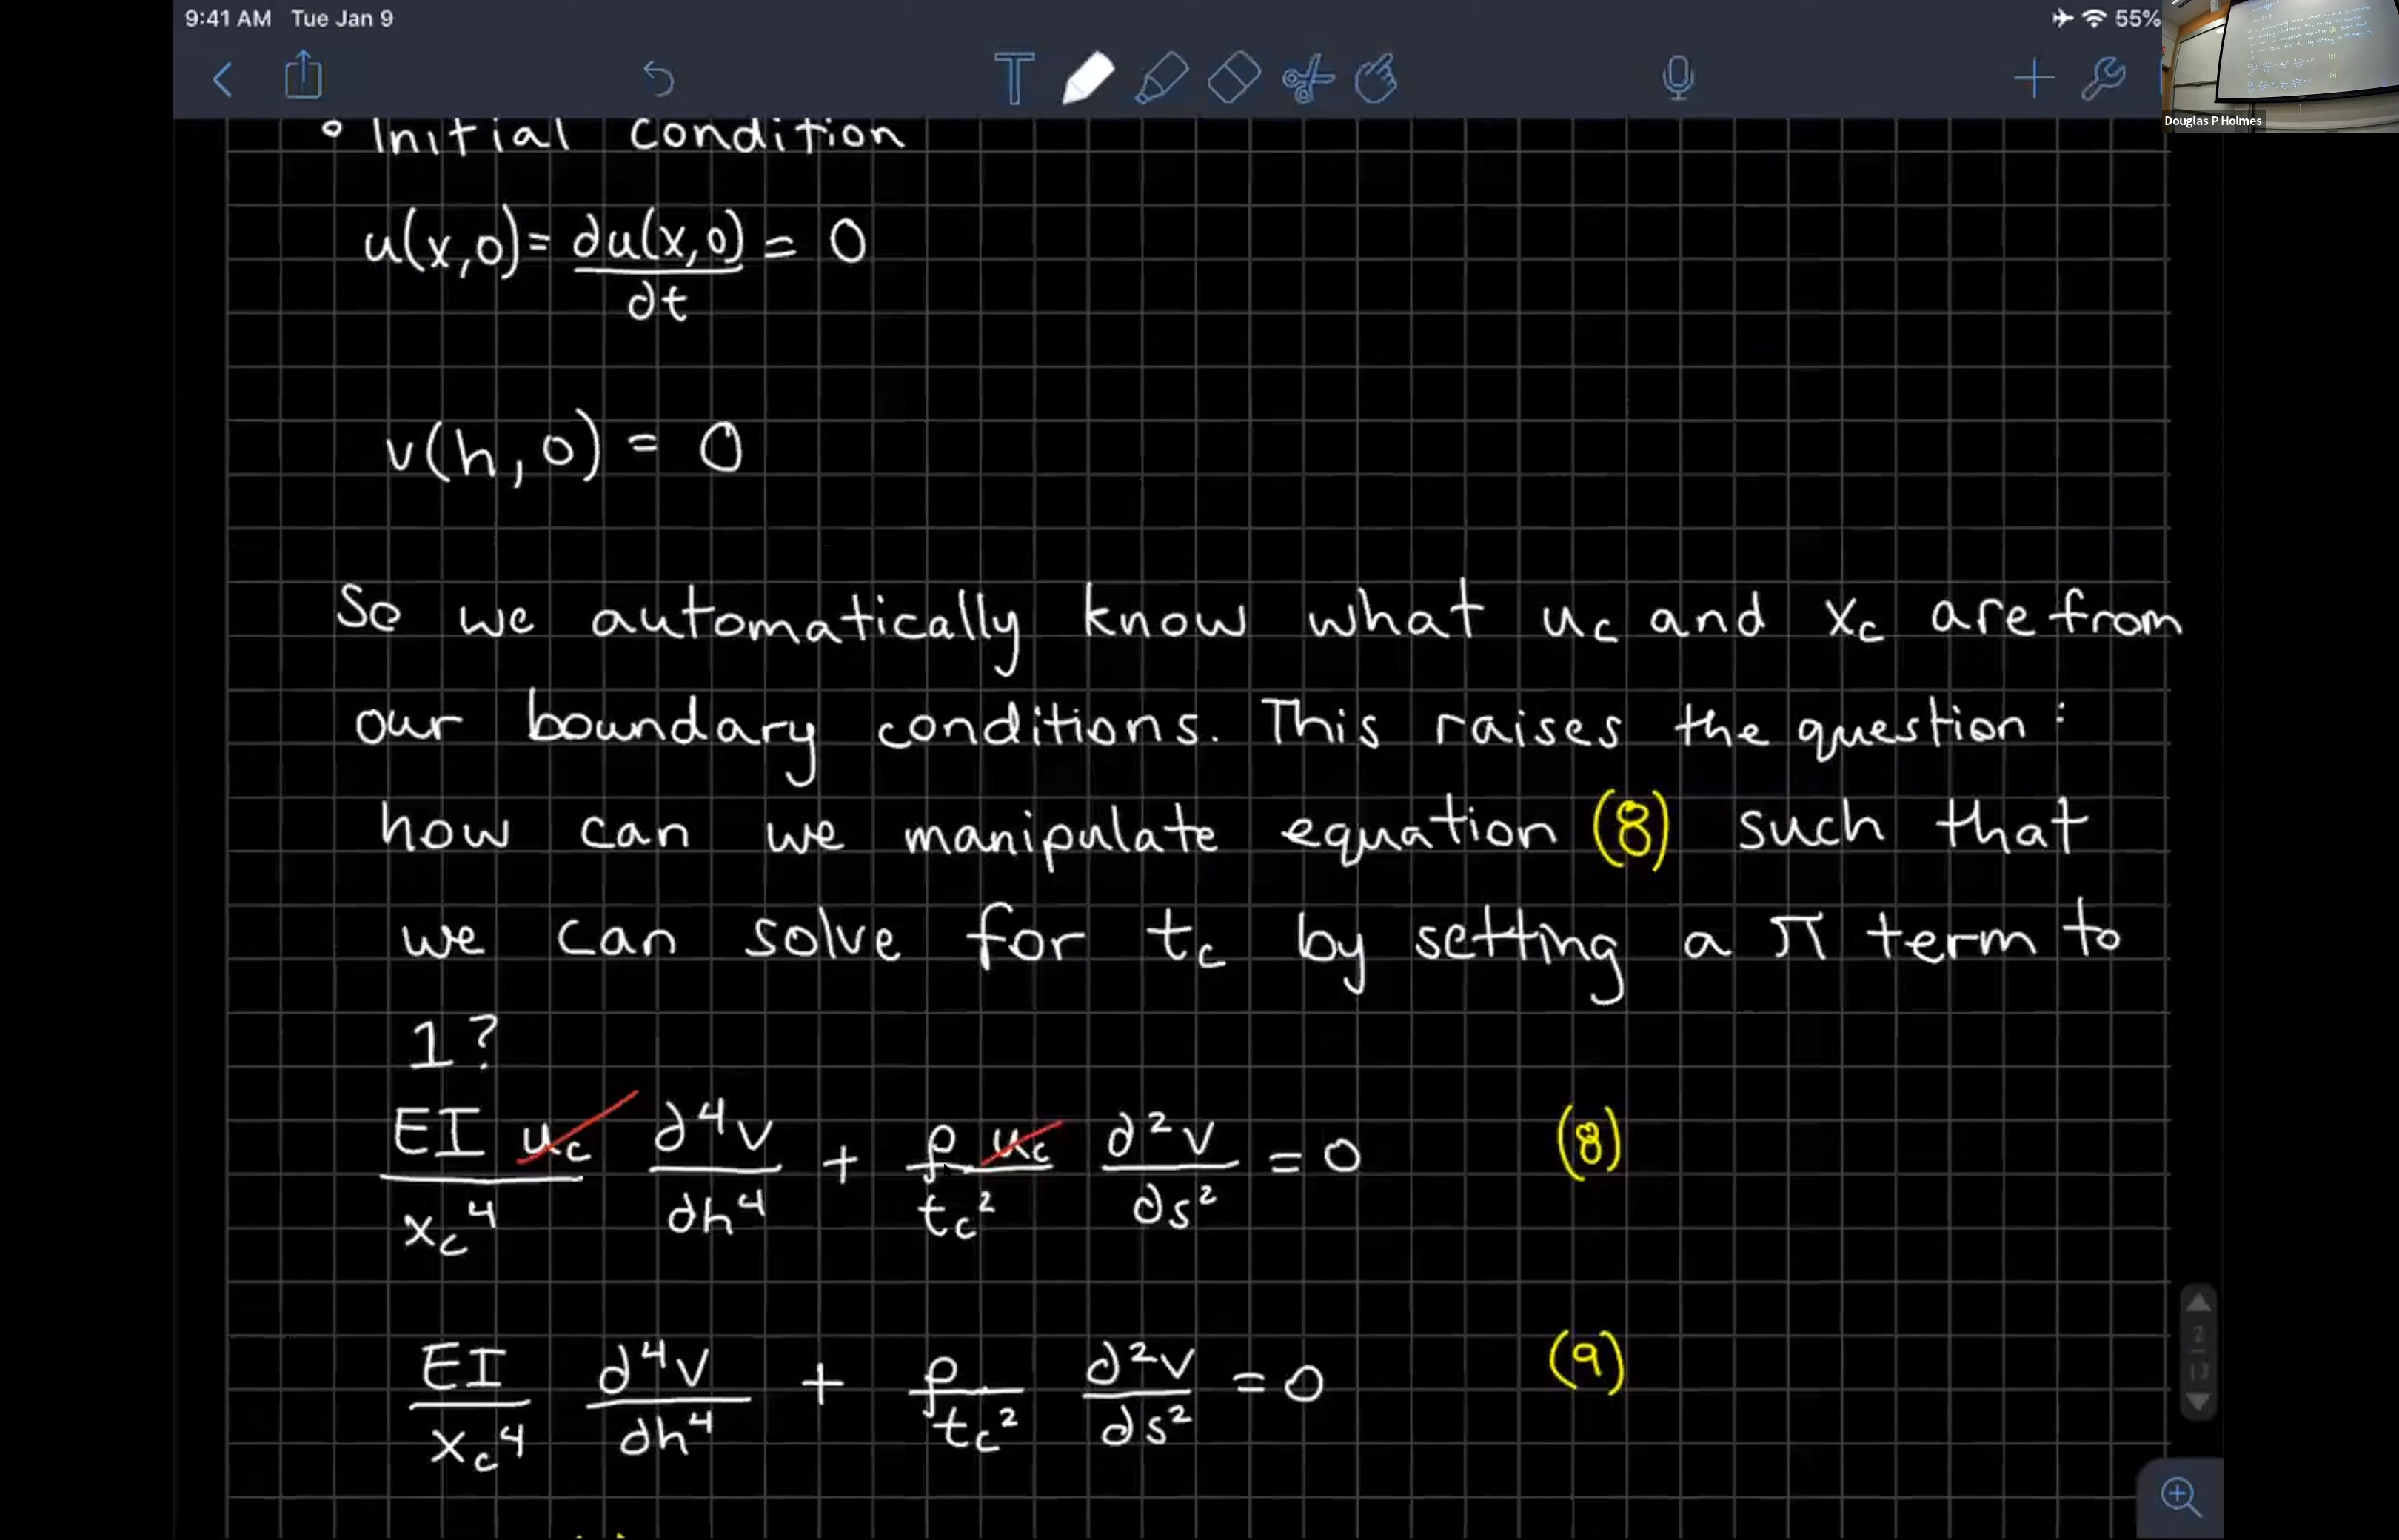 9:41 AM Tue Jan 9
55%
Douglas P Holmes
• Initial condition
u(x,0) = ∂u(x,0)/∂t = 0
v(h,0) = 0
So we automatically know what u_c and x_c are from
our boundary conditions. This raises the question:
how can we manipulate equation (8) such that
we can solve for t_c by setting a π term to
1?
EI u_c/x_c^4 ∂^4v/∂h^4 + ρ u_c/t_c^2 ∂^2v/∂s^2 = 0 (8)
EI/x_c^4 ∂^4v/∂h^4 + ρ/t_c^2 ∂^2v/∂s^2 = 0 (9)
2
13